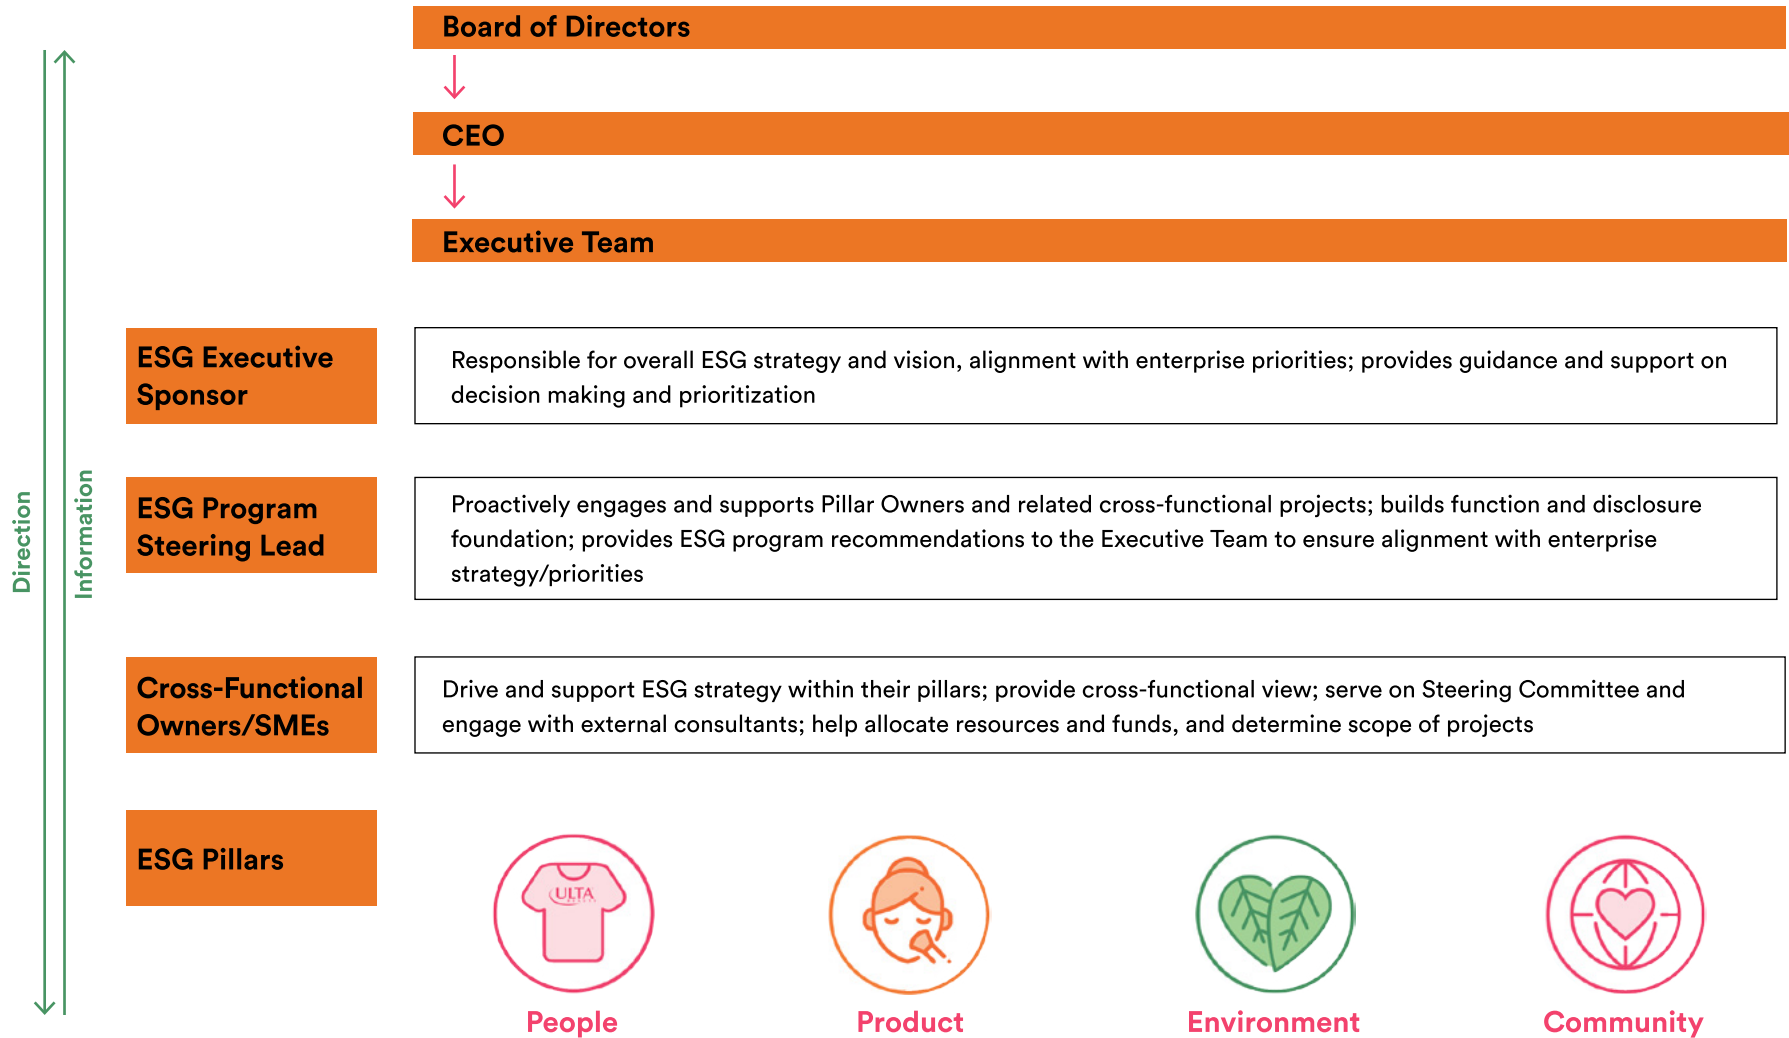 Board of Directors
CEO
Executive Team
ESG Executive
Sponsor
Responsible for overall ESG strategy and vision, alignment with enterprise priorities; provides guidance and support on
decision making and prioritization
ESG Program
Steering Lead
Proactively engages and supports Pillar Owners and related cross-functional projects; builds function and disclosure
foundation; provides ESG program recommendations to the Executive Team to ensure alignment with enterprise
strategy/priorities
Direction
Information
Cross-Functional
Owners/SMEs
Drive and support ESG strategy within their pillars; provide cross-functional view; serve on Steering Committee and
engage with external consultants; help allocate resources and funds, and determine scope of projects
ESG Pillars
ULTA
People
Product
Environment
Community